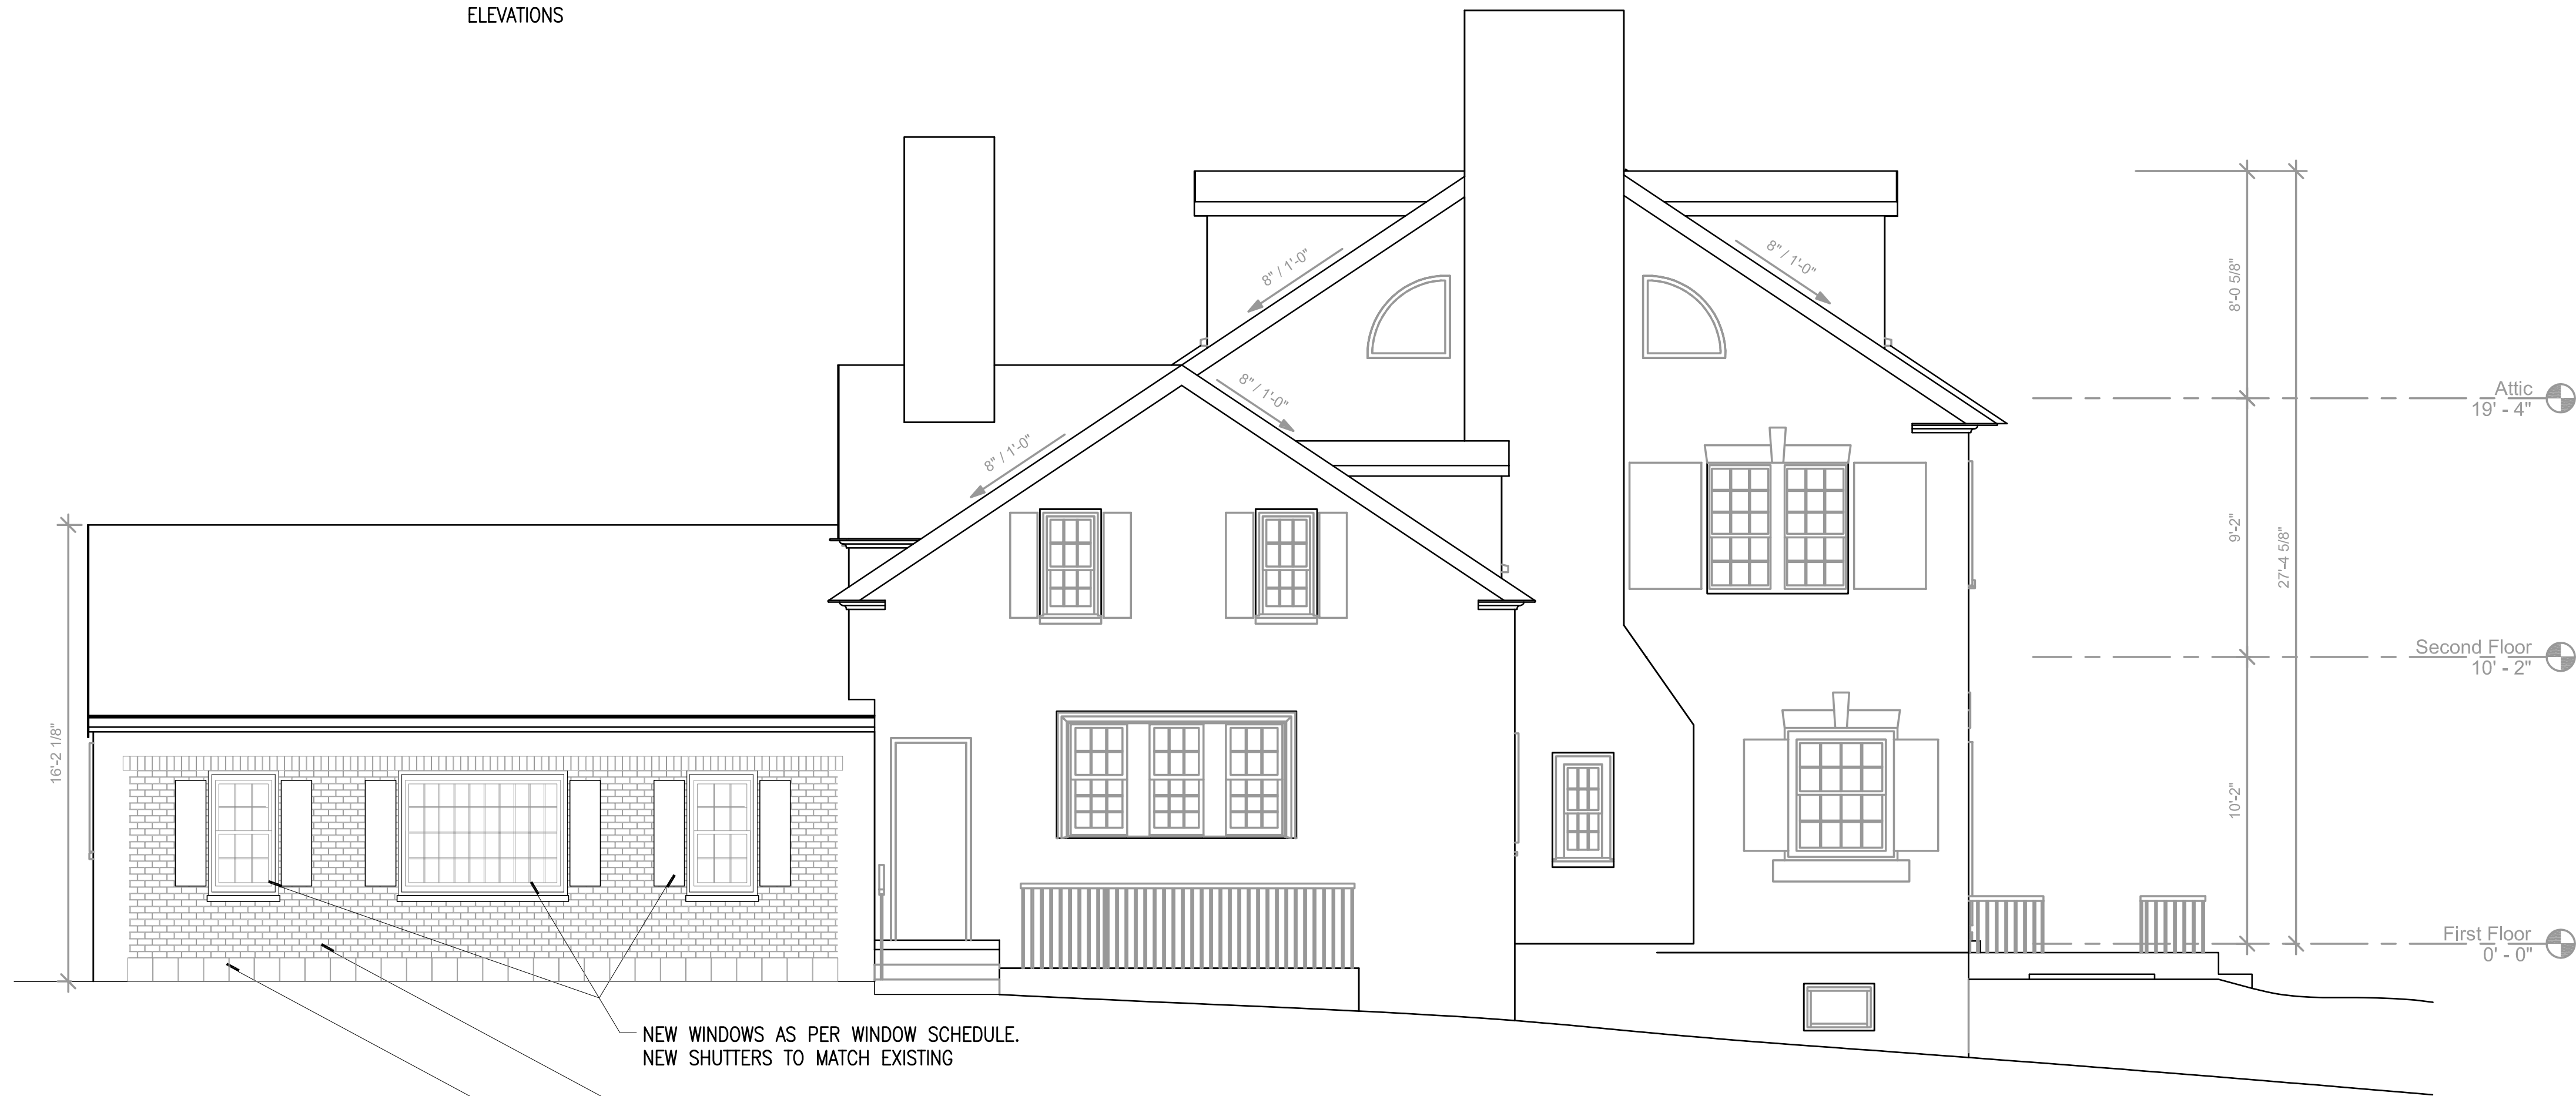 ELEVATIONS
8" / 1'-0"
8" / 1'-0"
8" / 1'-0"
8" / 1'-0"
8'-0 5/8"
Attic
19' - 4"
9'-2"
27'-4 5/8"
Second Floor
10' - 2"
16'-2 1/8"
10'-2"
First Floor
0' - 0"
NEW WINDOWS AS PER WINDOW SCHEDULE.
NEW SHUTTERS TO MATCH EXISTING